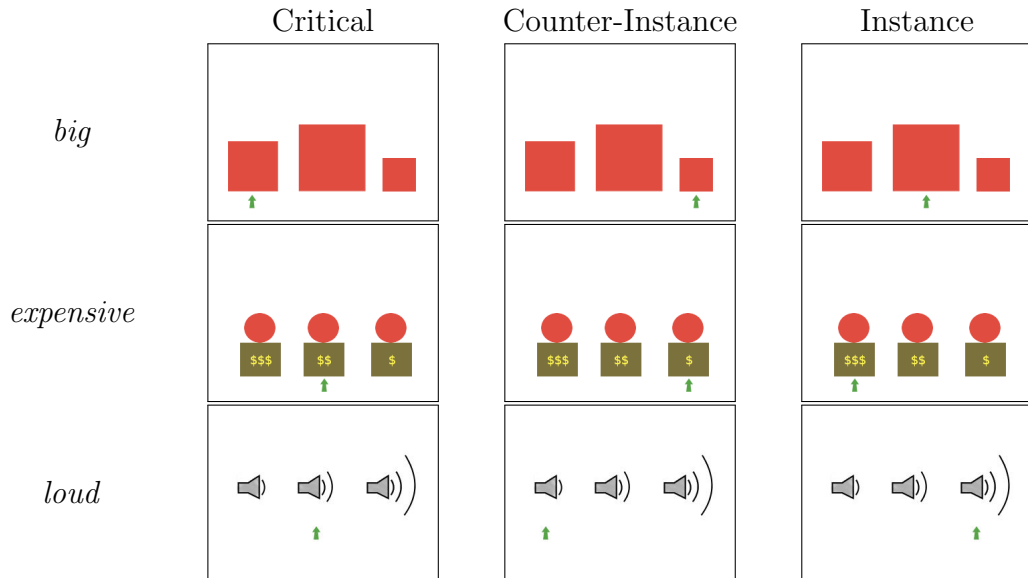 Critical Counter-Instance Instance
big
expensive
$$$ $$ $ $$$ $$ $ $$$ $$ $
loud